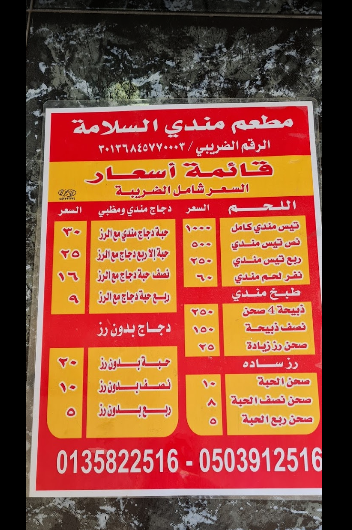 مطعم مندي السلامة
الرقم الضريبي / ٣٠١٣٦٨٤٥٧٧٠٠٠٣
قائمة أسعار
السعر شامل الضريبة
اللحم السعر
تيس مندي كامل ١٠٠٠
نص تيس مندي ٥٠٠
ربع تيس مندي ٢٥٠
نفر لحم مندي ٦٠
طبخ مندي
ذبيحة 4 صحن ٢٥٠
نصف ذبيحة ١٥٠
صحن رز زيادة ٢٥
رز ساده
صحن الحبة ١٠
صحن نصف الحبة ٨
صحن ربع الحبة ٥
دجاج مندي ومظبي السعر
حبة دجاج مندي مع الرز ٣٠
حبة إلا ربع دجاج مع الرز ٢٥
نصف حبة دجاج مع الرز ١٦
ربع حبة دجاج مع الرز ٩
دجاج بدون رز
حبة بدون رز ٢٠
نصف بدون رز ١٠
ربع بدون رز ٥
0135822516 - 0503912516